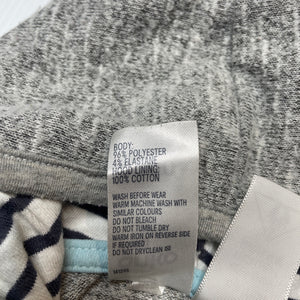 BODY:
96% POLYESTER
4% ELASTANE
HOOD LINING:
100% COTTON
WASH BEFORE WEAR
WARM MACHINE WASH WITH
SIMILAR COLOURS
DO NOT BLEACH
DO NOT TUMBLE DRY
WARM IRON ON REVERSE SIDE
IF REQUIRED
DO NOT DRYCLEAN